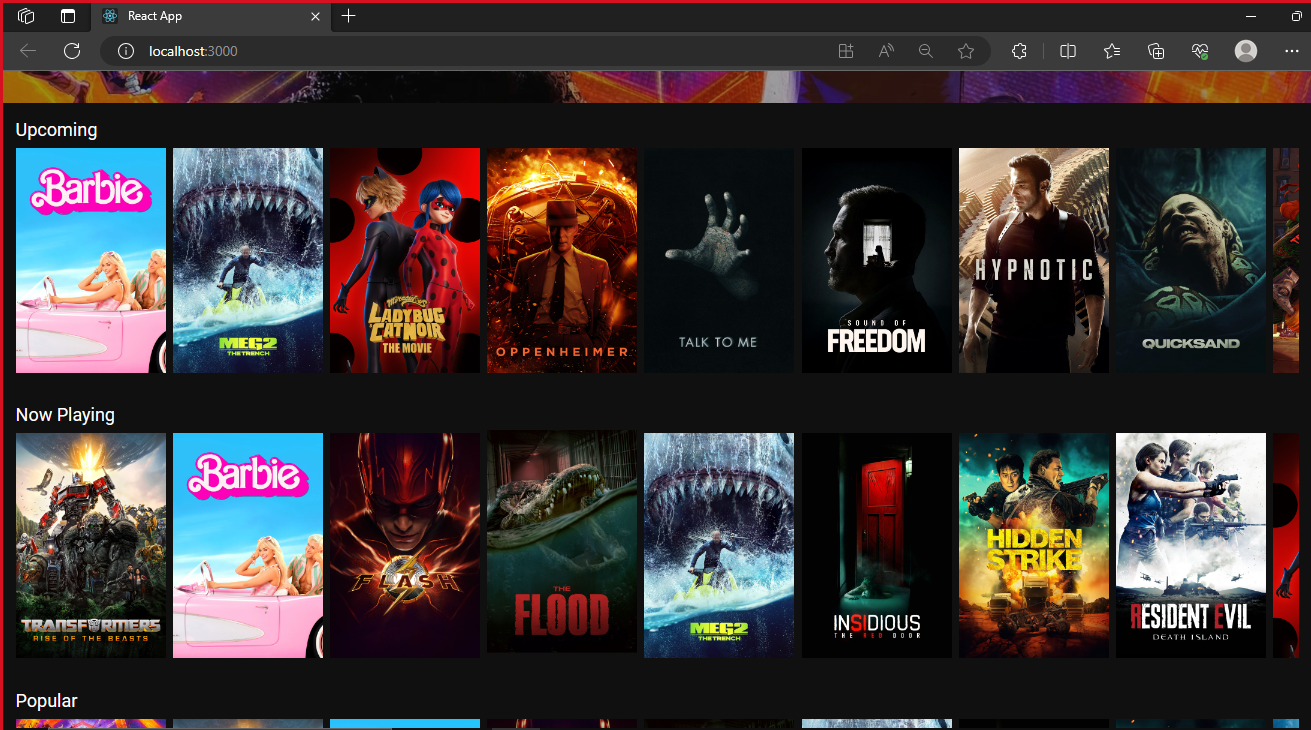 React App
localhost:3000
Upcoming
Barbie
MEG2
THE TRENCH
Miraculous
LADYBUG
& CATNOIR
THE MOVIE
OPPENHEIMER
TALK TO ME
SOUND OF
FREEDOM
HYPNOTIC
QUICKSAND
Now Playing
TRANSFORMERS
RISE OF THE BEASTS
Barbie
THE
FLASH
THE
FLOOD
MEG2
THE TRENCH
INSIDIOUS
THE RED DOOR
HIDDEN
STRIKE
RESIDENT EVIL
DEATH ISLAND
Popular